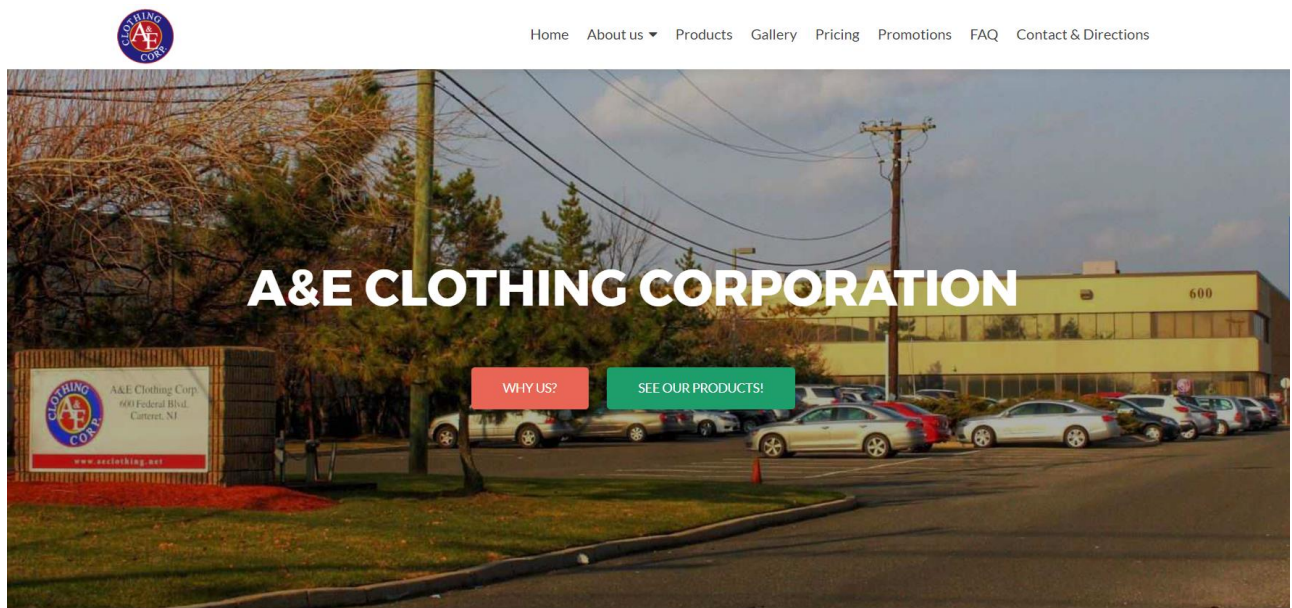 CLOTHING
A&E
CORP.
Home About us Products Gallery Pricing Promotions FAQ Contact & Directions
A&E CLOTHING CORPORATION
600
WHY US?
SEE OUR PRODUCTS!
CLOTHING
A&E
CORP.
A&E Clothing Corp.
600 Federal Blvd.
Carteret, NJ
www.aeclothing.net